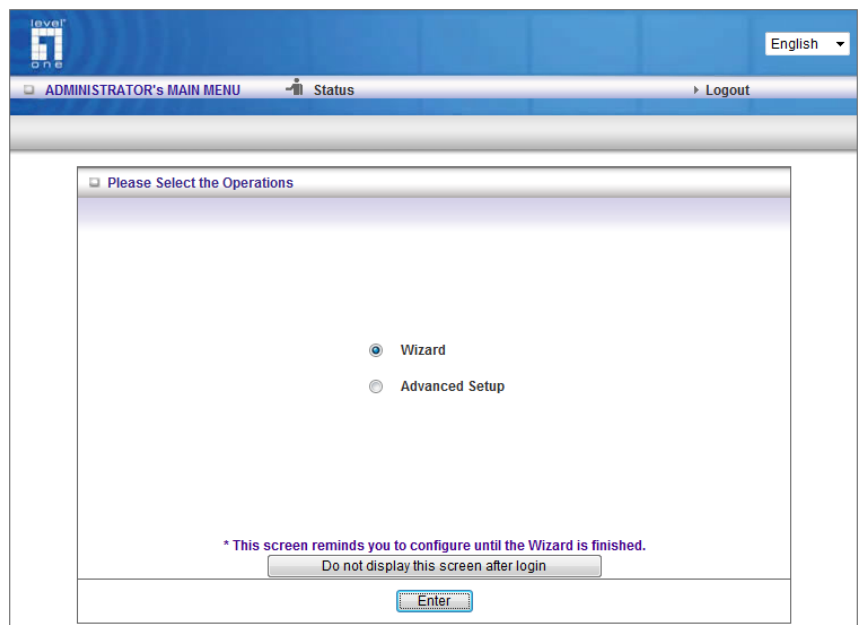 level
one
English
ADMINISTRATOR's MAIN MENU Status Logout
Please Select the Operations
Wizard
Advanced Setup
* This screen reminds you to configure until the Wizard is finished.
Do not display this screen after login
Enter